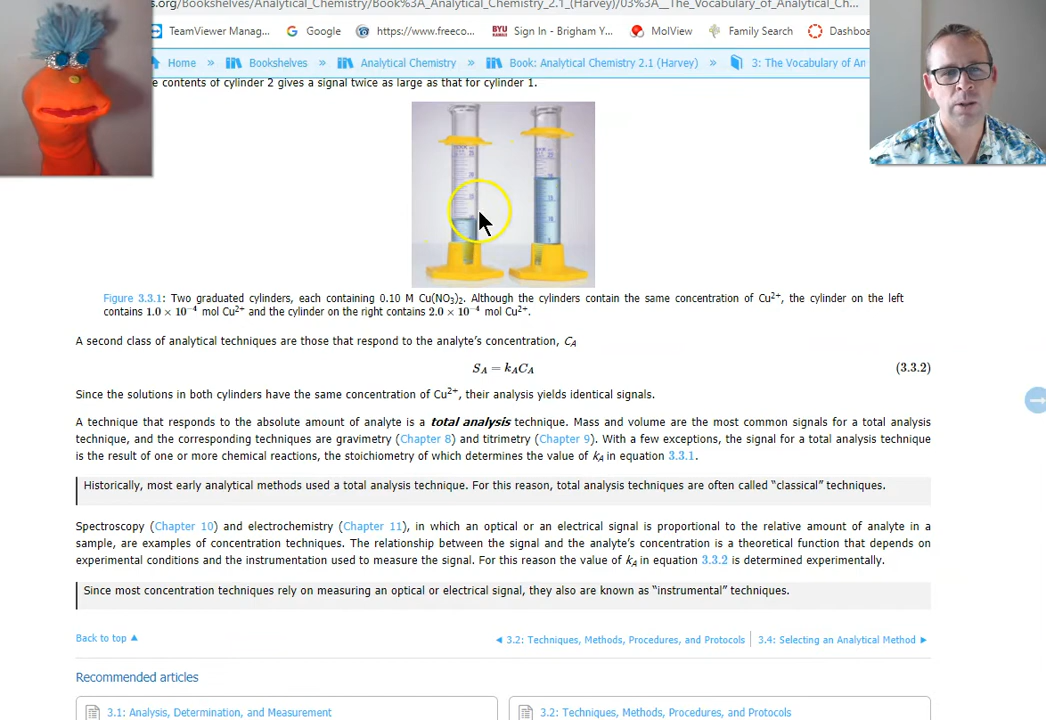 s.org/Bookshelves/Analytical_Chemistry/Book%3A_Analytical_Chemistry_2.1_(Harvey)/03%3A__The_Vocabulary_of_Analytical_Ch...
TeamViewer Manag... Google https://www.freeco... BYU Sign In - Brigham Y... MolView Family Search Dashboa
Home » Bookshelves » Analytical Chemistry » Book: Analytical Chemistry 2.1 (Harvey) » 3: The Vocabulary of An
e contents of cylinder 2 gives a signal twice as large as that for cylinder 1.
Figure 3.3.1: Two graduated cylinders, each containing 0.10 M Cu(NO₃)₂. Although the cylinders contain the same concentration of Cu²⁺, the cylinder on the left
contains 1.0 × 10⁻⁴ mol Cu²⁺ and the cylinder on the right contains 2.0 × 10⁻⁴ mol Cu²⁺.
A second class of analytical techniques are those that respond to the analyte's concentration, C_A
S_A = k_A C_A (3.3.2)
Since the solutions in both cylinders have the same concentration of Cu²⁺, their analysis yields identical signals.
A technique that responds to the absolute amount of analyte is a total analysis technique. Mass and volume are the most common signals for a total analysis
technique, and the corresponding techniques are gravimetry (Chapter 8) and titrimetry (Chapter 9). With a few exceptions, the signal for a total analysis technique
is the result of one or more chemical reactions, the stoichiometry of which determines the value of k_A in equation 3.3.1.
Historically, most early analytical methods used a total analysis technique. For this reason, total analysis techniques are often called “classical” techniques.
Spectroscopy (Chapter 10) and electrochemistry (Chapter 11), in which an optical or an electrical signal is proportional to the relative amount of analyte in a
sample, are examples of concentration techniques. The relationship between the signal and the analyte's concentration is a theoretical function that depends on
experimental conditions and the instrumentation used to measure the signal. For this reason the value of k_A in equation 3.3.2 is determined experimentally.
Since most concentration techniques rely on measuring an optical or electrical signal, they also are known as “instrumental” techniques.
Back to top ▲ ◄ 3.2: Techniques, Methods, Procedures, and Protocols | 3.4: Selecting an Analytical Method ►
Recommended articles
3.1: Analysis, Determination, and Measurement 3.2: Techniques, Methods, Procedures, and Protocols